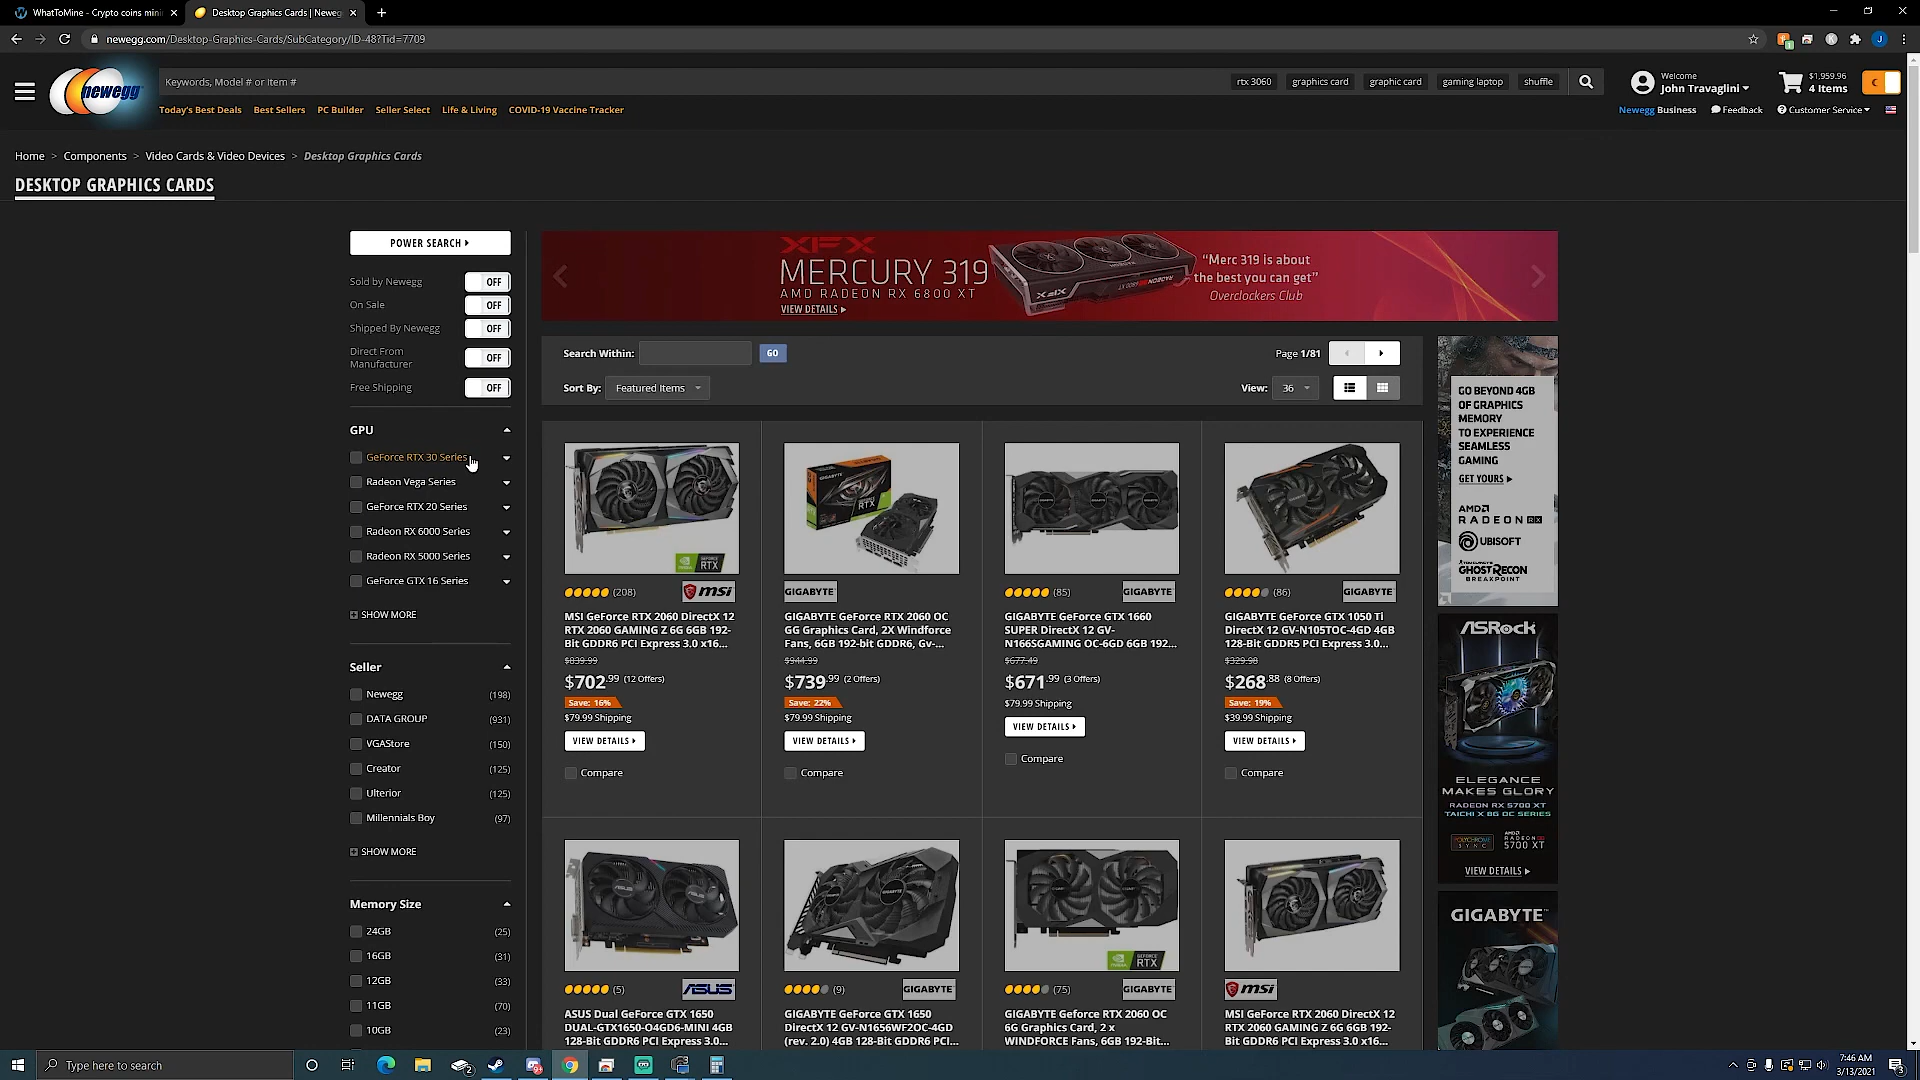 WhatToMine - Crypto coins mini
Desktop Graphics Cards | Newegg
newegg.com/Desktop-Graphics-Cards/SubCategory/ID-48?Tid=7709
newegg
Keywords, Model # or Item #
rtx 3060
graphics card
graphic card
gaming laptop
shuffle
Welcome
John Travaglini
$1,959.96
4 Items
Today's Best Deals
Best Sellers
PC Builder
Seller Select
Life & Living
COVID-19 Vaccine Tracker
Newegg Business
Feedback
Customer Service
Home > Components > Video Cards & Video Devices > Desktop Graphics Cards
DESKTOP GRAPHICS CARDS
POWER SEARCH
Sold by Newegg OFF
On Sale OFF
Shipped By Newegg OFF
Direct From
Manufacturer OFF
Free Shipping OFF
GPU
GeForce RTX 30 Series
Radeon Vega Series
GeForce RTX 20 Series
Radeon RX 6000 Series
Radeon RX 5000 Series
GeForce GTX 16 Series
SHOW MORE
Seller
Newegg (198)
DATA GROUP (931)
VGAStore (150)
Creator (125)
Ulterior (125)
Millennials Boy (97)
SHOW MORE
Memory Size
24GB (25)
16GB (31)
12GB (33)
11GB (70)
10GB (23)
XFX
MERCURY 319
AMD RADEON RX 6800 XT
VIEW DETAILS
XFX
"Merc 319 is about
the best you can get"
Overclockers Club
Search Within:
GO
Page 1/81
Sort By: Featured Items
View: 36
GEFORCE RTX
(208) msi
MSI GeForce RTX 2060 DirectX 12
RTX 2060 GAMING Z 6G 6GB 192-
Bit GDDR6 PCI Express 3.0 x16...
$839.99
$702.99 (12 Offers)
Save: 16%
$79.99 Shipping
VIEW DETAILS
Compare
GIGABYTE
GIGABYTE GeForce RTX 2060 OC
GG Graphics Card, 2X Windforce
Fans, 6GB 192-bit GDDR6, Gv-...
$944.99
$739.99 (2 Offers)
Save: 22%
$79.99 Shipping
VIEW DETAILS
Compare
(85) GIGABYTE
GIGABYTE GeForce GTX 1660
SUPER DirectX 12 GV-
N166SGAMING OC-6GD 6GB 192...
$677.49
$671.99 (3 Offers)
$79.99 Shipping
VIEW DETAILS
Compare
(86) GIGABYTE
GIGABYTE GeForce GTX 1050 Ti
DirectX 12 GV-N105TOC-4GD 4GB
128-Bit GDDR5 PCI Express 3.0...
$329.98
$268.88 (8 Offers)
Save: 19%
$39.99 Shipping
VIEW DETAILS
Compare
(5) ASUS
ASUS Dual GeForce GTX 1650
DUAL-GTX1650-O4GD6-MINI 4GB
128-Bit GDDR6 PCI Express 3.0...
(9) GIGABYTE
GIGABYTE GeForce GTX 1650
DirectX 12 GV-N1656WF2OC-4GD
(rev. 2.0) 4GB 128-Bit GDDR6 PCI...
GEFORCE RTX
(75) GIGABYTE
GIGABYTE GeForce RTX 2060 OC
6G Graphics Card, 2 x
WINDFORCE Fans, 6GB 192-Bit...
msi
MSI GeForce RTX 2060 DirectX 12
RTX 2060 GAMING Z 6G 6GB 192-
Bit GDDR6 PCI Express 3.0 x16...
GO BEYOND 4GB
OF GRAPHICS
MEMORY
TO EXPERIENCE
SEAMLESS
GAMING
GET YOURS
AMD
RADEON RX
UBISOFT
GHOST RECON
BREAKPOINT
ASRock
ELEGANCE
MAKES GLORY
RADEON RX 5700 XT
TAICHI X 8G OC SERIES
POLYCHROME
SYNC
AMD
RADEON
5700 XT
VIEW DETAILS
GIGABYTE
Type here to search
7:46 AM
3/13/2021